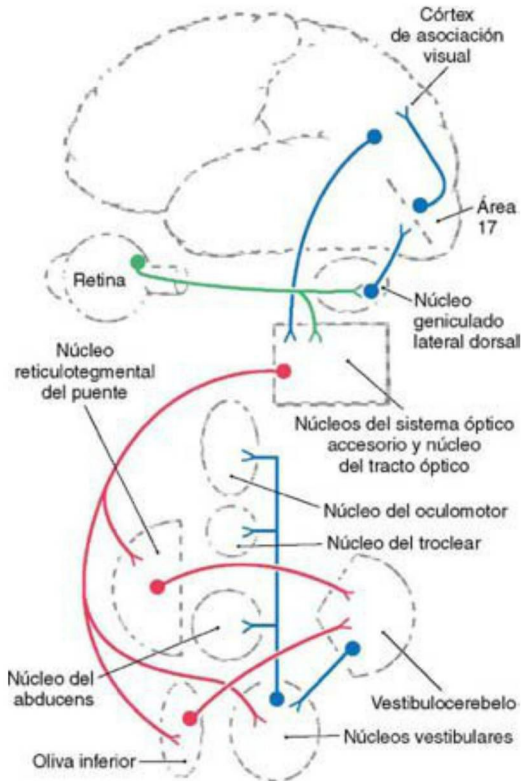 Córtex
de asociación
visual
Área
17
Retina
Núcleo
geniculado
lateral dorsal
Núcleo
reticulotegmental
del puente
Núcleos del sistema óptico
accesorio y núcleo
del tracto óptico
Núcleo del oculomotor
Núcleo del troclear
Núcleo del
abducens
Vestibulocerebelo
Oliva inferior
Núcleos vestibulares